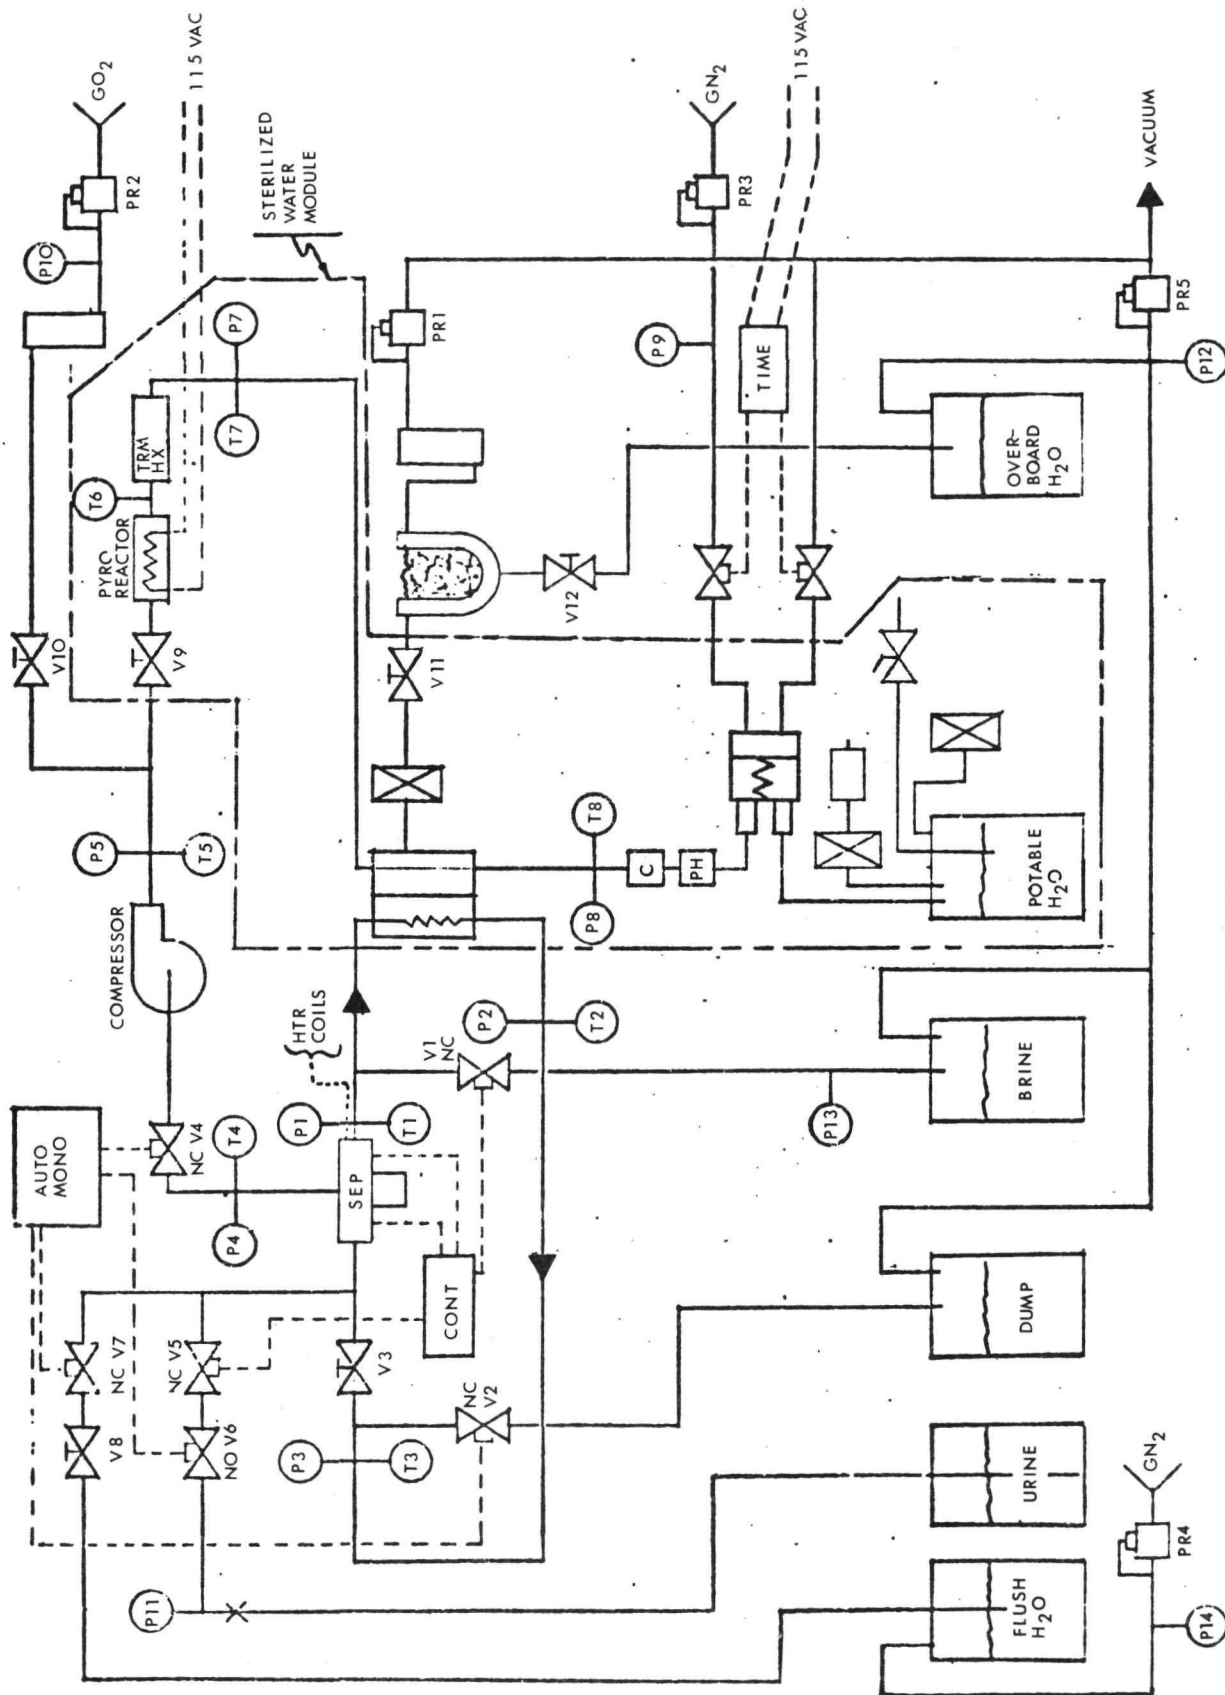 GO₂
PR2
P10
115 VAC
STERILIZED
WATER
MODULE
P7
T7
TRM
HX
T6
PYRO
REACTOR
V10
V9
P5
T5
COMPRESSOR
AUTO
MONO
NC V4
T4
P4
NC V7
V8
NC V5
NO V6
P11
V3
CONT
SEP
P1
T1
HTR
COILS
P2
T2
V1
NC
NC
V2
P3
T3
PR1
V11
V12
T8
P8
C
PH
GN₂
PR3
P9
TIME
115 VAC
VACUUM
PR5
P12
OVER-
BOARD
H₂O
POTABLE
H₂O
P13
BRINE
DUMP
URINE
FLUSH
H₂O
GN₂
PR4
P14